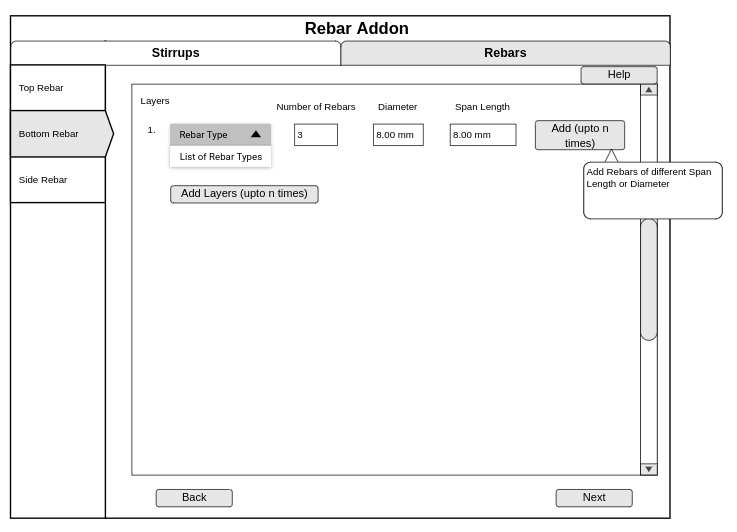 Rebar Addon
Stirrups
Rebars
Help
Top Rebar
Bottom Rebar
Side Rebar
Layers
Number of Rebars
Diameter
Span Length
1.
Rebar Type
3
8.00 mm
8.00 mm
Add (upto n
times)
List of Rebar Types
Add Rebars of different Span
Length or Diameter
Add Layers (upto n times)
Back
Next